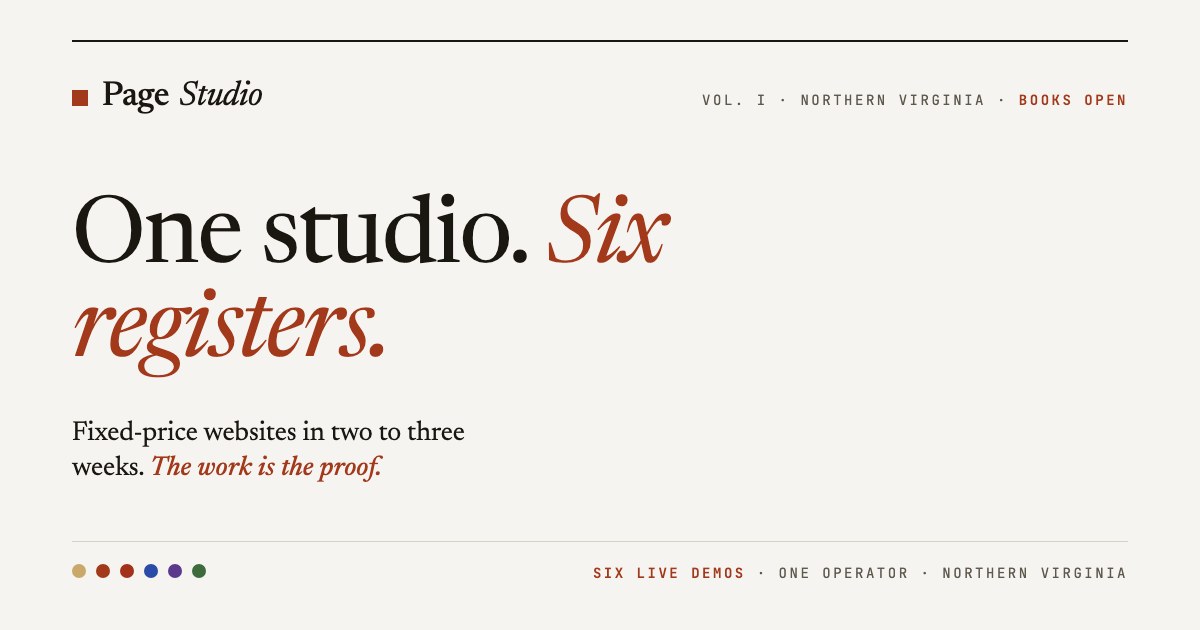 Page Studio
VOL. I · NORTHERN VIRGINIA · BOOKS OPEN
One studio. Six
registers.
Fixed-price websites in two to three
weeks. The work is the proof.
SIX LIVE DEMOS · ONE OPERATOR · NORTHERN VIRGINIA